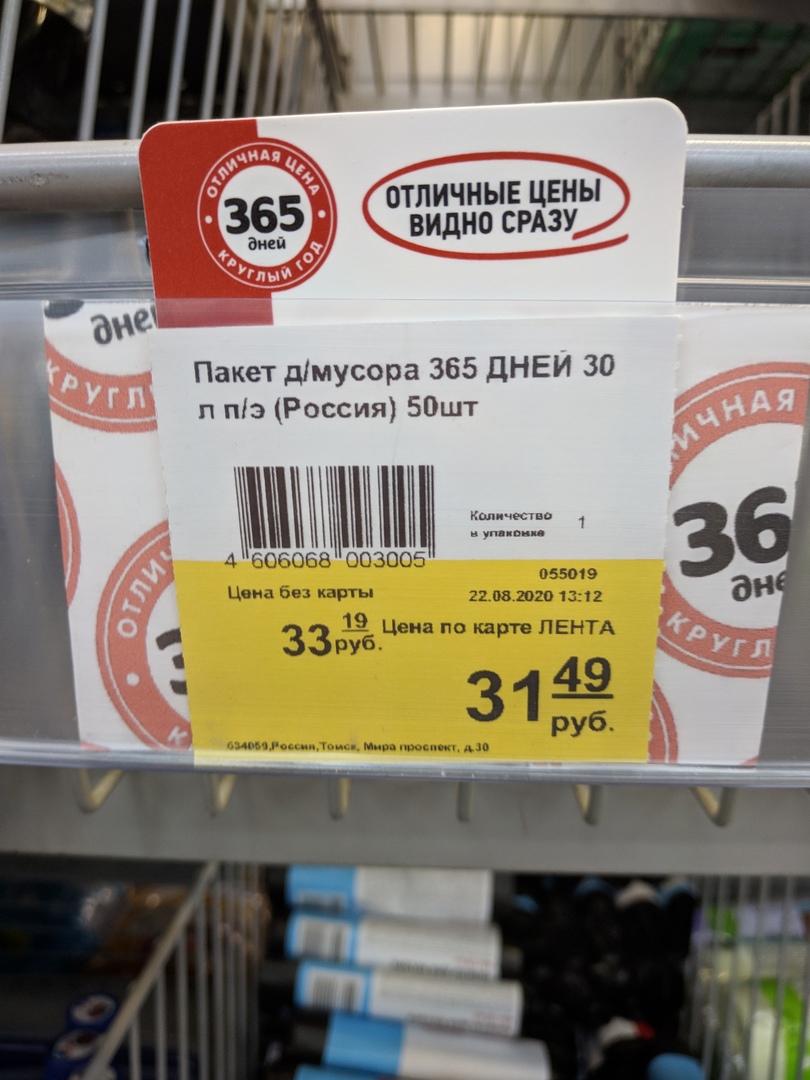 ОТЛИЧНАЯ ЦЕНА
365
дней
КРУГЛЫЙ ГОД
ОТЛИЧНЫЕ ЦЕНЫ
ВИДНО СРАЗУ
Пакет д/мусора 365 ДНЕЙ 30
л п/э (Россия) 50шт
Количество 1
в упаковке
4 606068 003005
055019
Цена без карты 22.08.2020 13:12
33 19 руб. Цена по карте ЛЕНТА
31 49
руб.
634059,Россия,Томск, Мира проспект, д.30